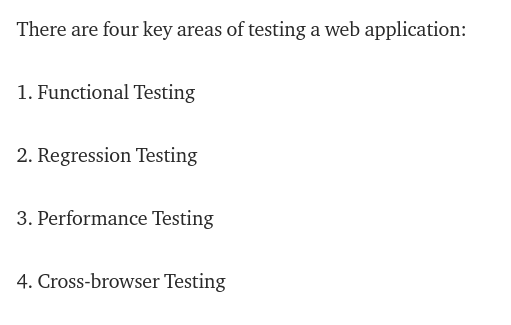 There are four key areas of testing a web application:
1. Functional Testing
2. Regression Testing
3. Performance Testing
4. Cross-browser Testing